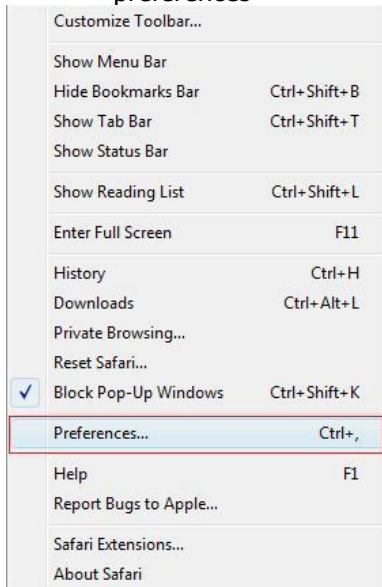 preferences
Customize Toolbar...
Show Menu Bar
Hide Bookmarks Bar Ctrl+Shift+B
Show Tab Bar Ctrl+Shift+T
Show Status Bar
Show Reading List Ctrl+Shift+L
Enter Full Screen F11
History Ctrl+H
Downloads Ctrl+Alt+L
Private Browsing...
Reset Safari...
Block Pop-Up Windows Ctrl+Shift+K
Preferences... Ctrl+,
Help F1
Report Bugs to Apple...
Safari Extensions...
About Safari